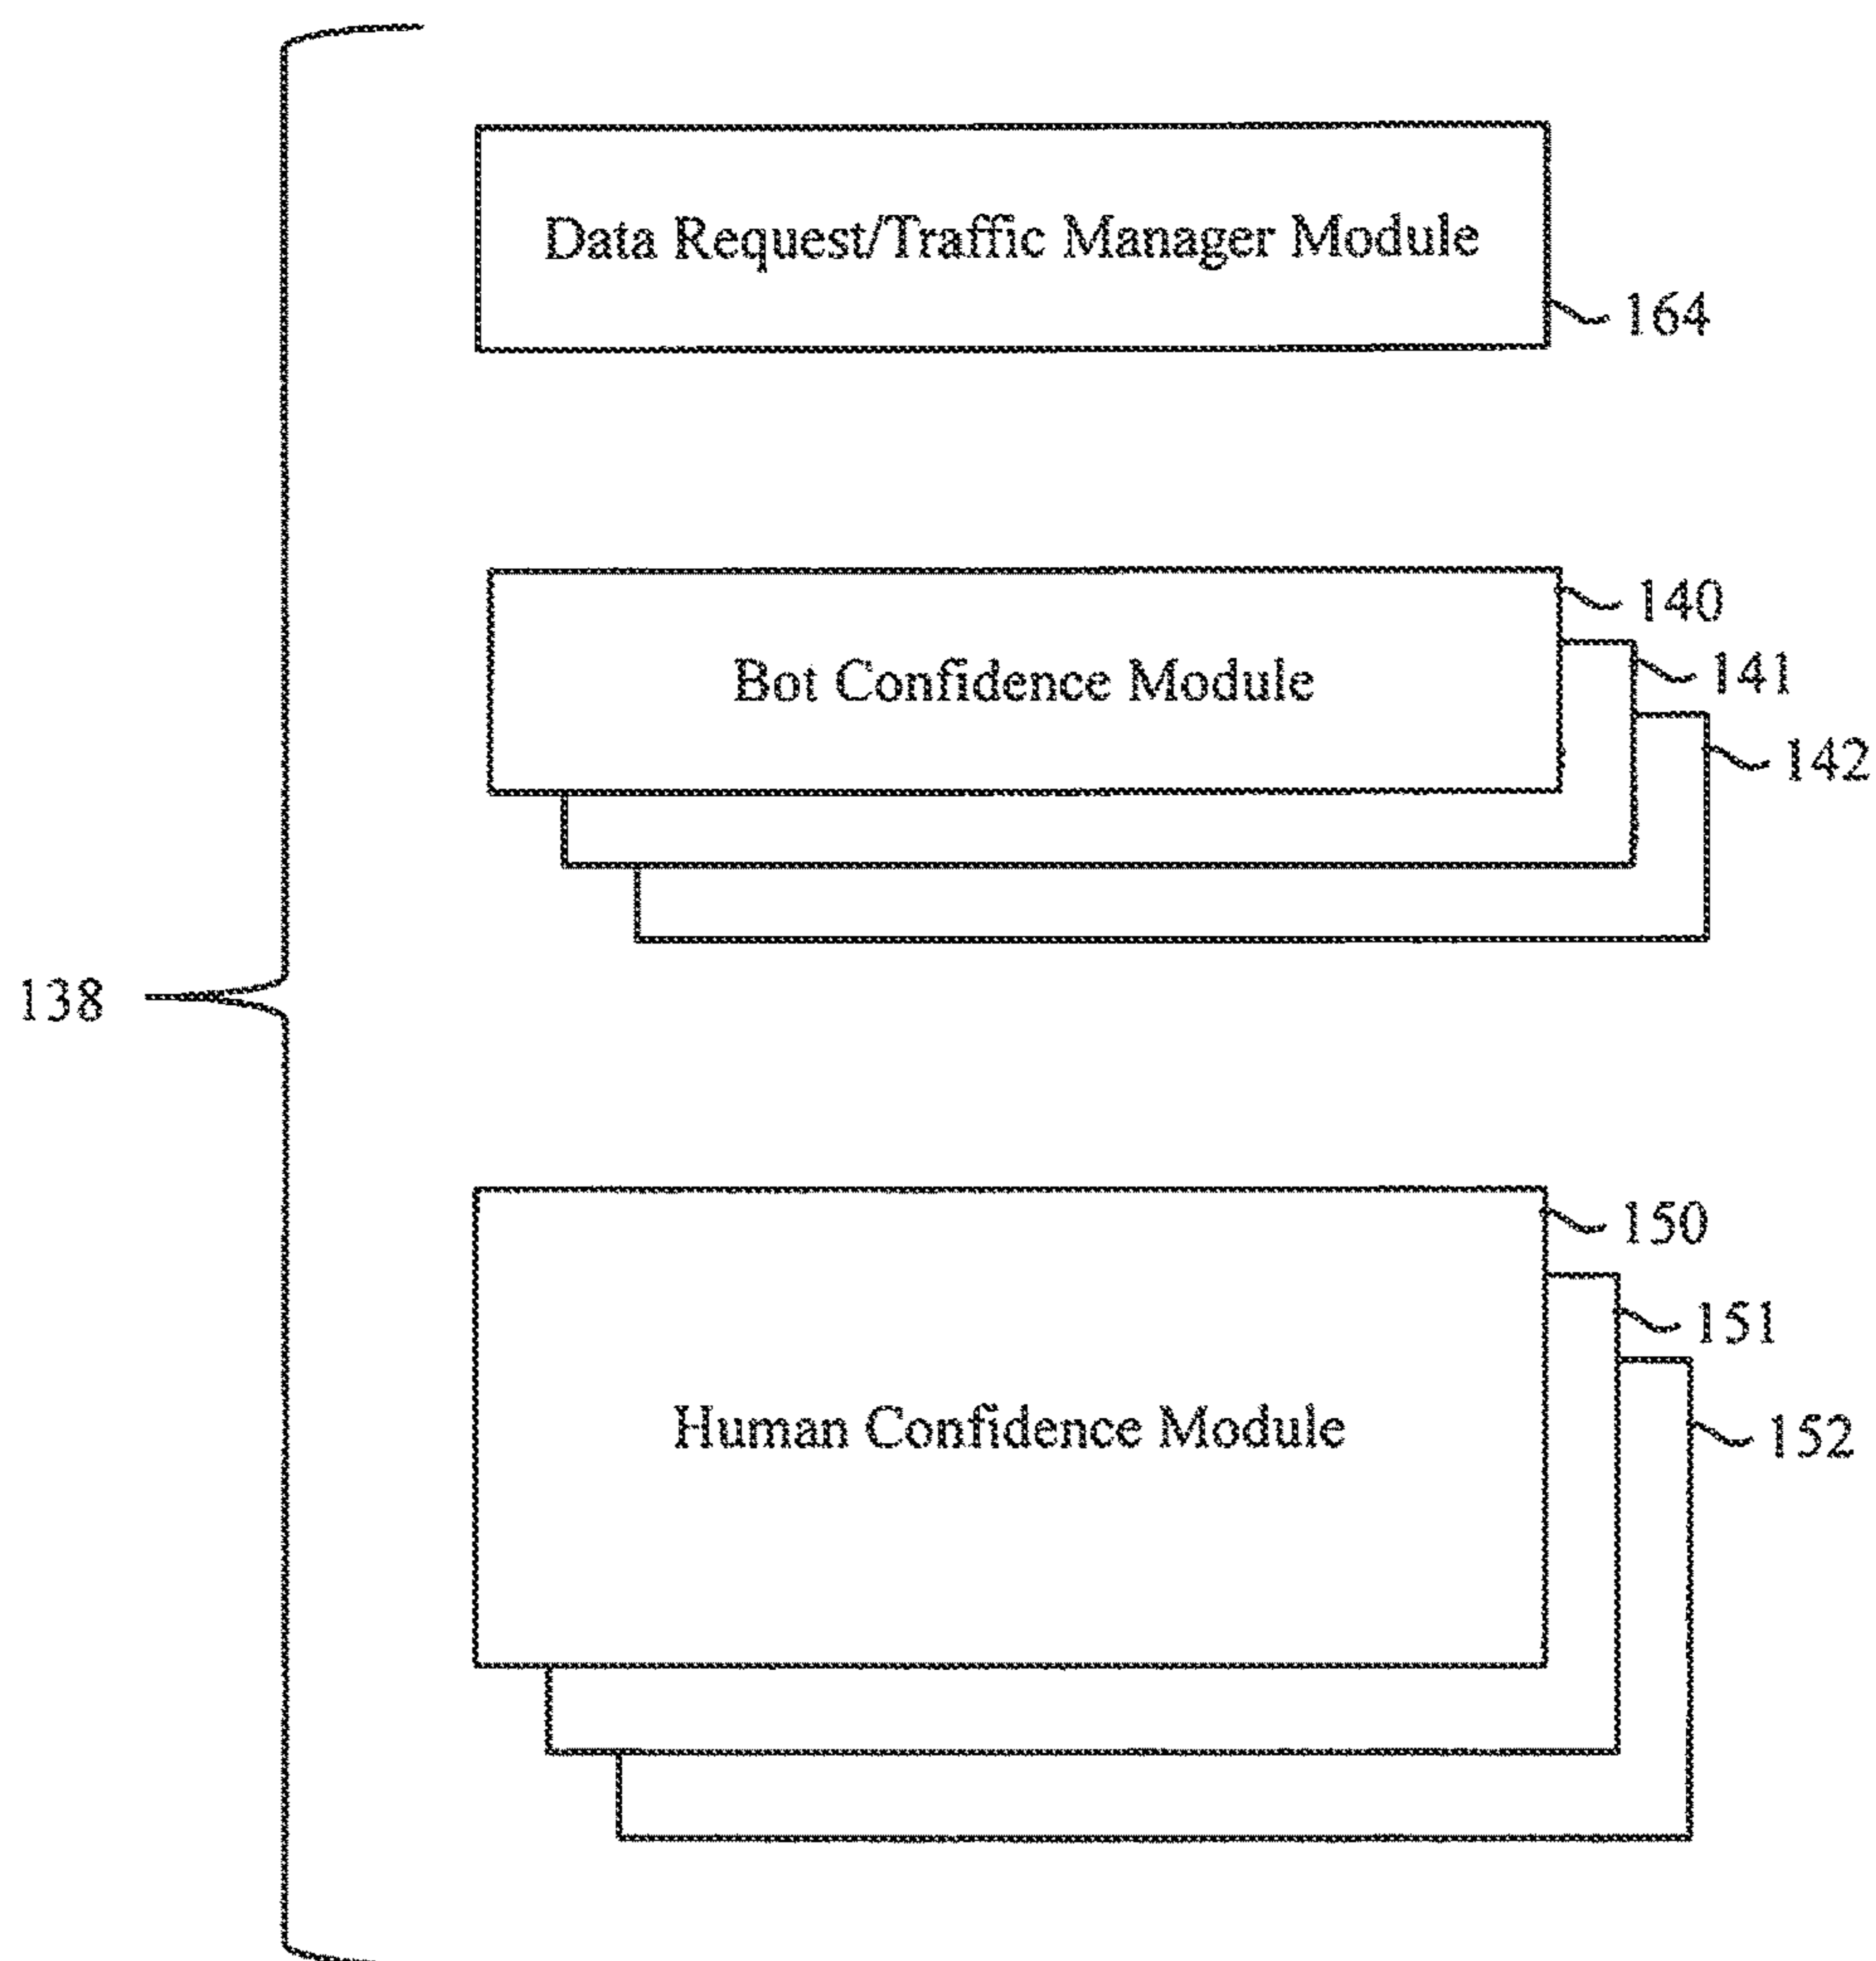 Data Request/Traffic Manager Module
164
140
Bot Confidence Module
141
142
138
150
151
Human Confidence Module
152